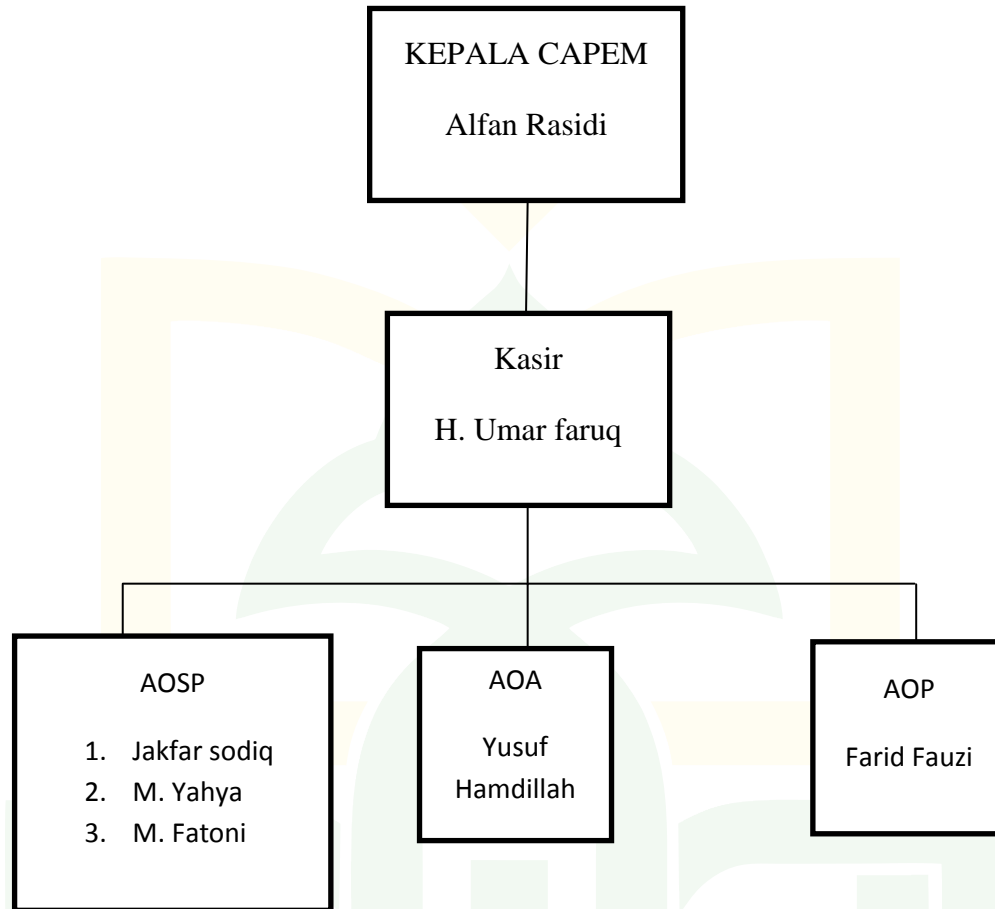 KEPALA CAPEM
Alfan Rasidi
Kasir
H. Umar faruq
AOSP
1. Jakfar sodiq
2. M. Yahya
3. M. Fatoni
AOA
Yusuf
Hamdillah
AOP
Farid Fauzi